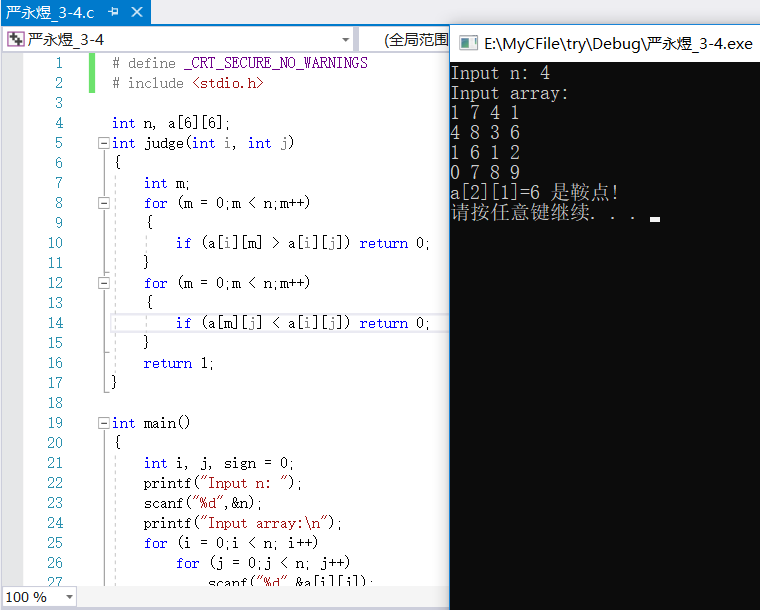 严永煜_3-4.c
严永煜_3-4
(全局范围
1 # define _CRT_SECURE_NO_WARNINGS
2 # include <stdio.h>
3
4 int n, a[6][6];
5 int judge(int i, int j)
6 {
7 int m;
8 for (m = 0;m < n;m++)
9 {
10 if (a[i][m] > a[i][j]) return 0;
11 }
12 for (m = 0;m < n;m++)
13 {
14 if (a[m][j] < a[i][j]) return 0;
15 }
16 return 1;
17 }
18
19 int main()
20 {
21 int i, j, sign = 0;
22 printf("Input n: ");
23 scanf("%d",&n);
24 printf("Input array:\n");
25 for (i = 0;i < n; i++)
26 for (j = 0;j < n; j++)
27 scanf("%d",&a[i][j]);
100 %
E:\MyCFile\try\Debug\严永煜_3-4.exe
Input n: 4
Input array:
1 7 4 1
4 8 3 6
1 6 1 2
0 7 8 9
a[2][1]=6 是鞍点!
请按任意键继续. . .